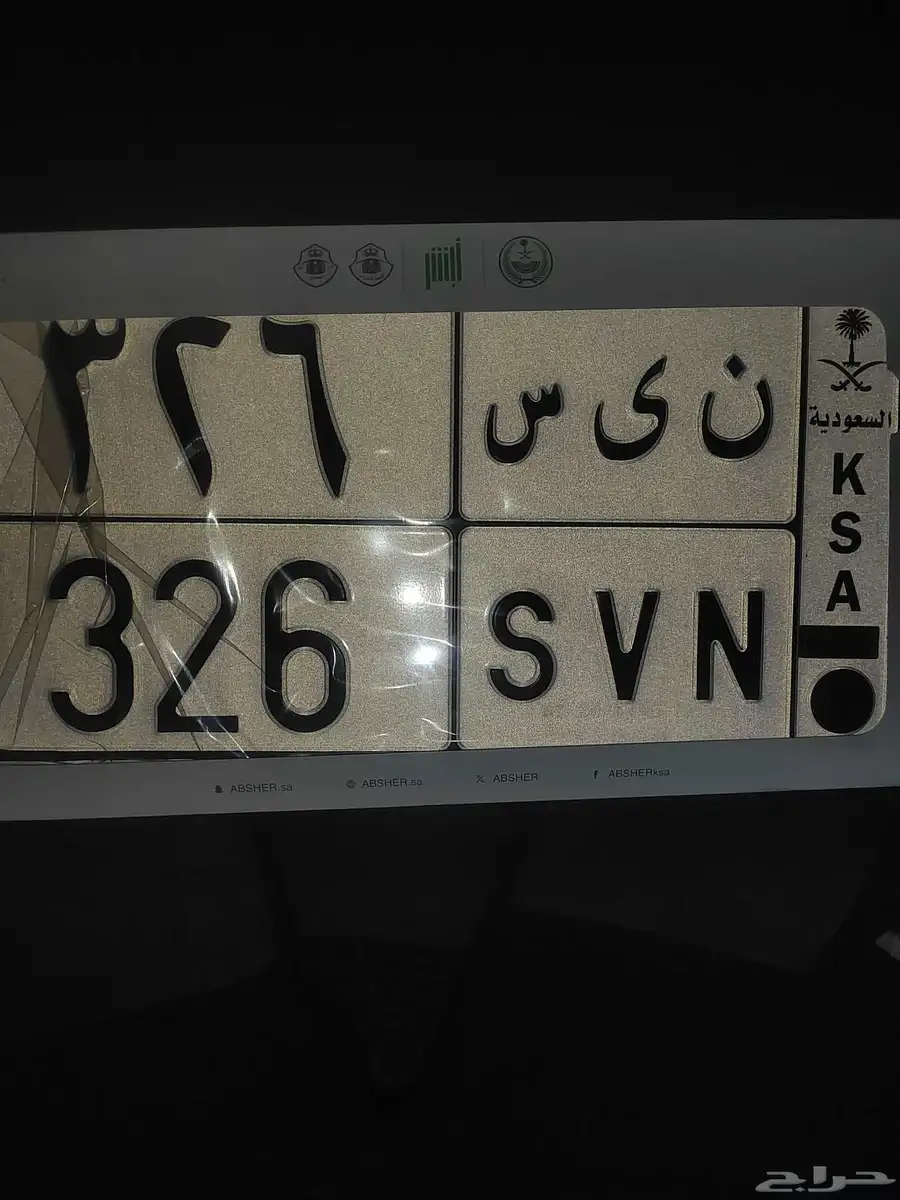 أبشر
٣٢٦ ن ى س
326 SVN
السعودية
K
S
A
ABSHER.sa ABSHER.sa ABSHER ABSHERksa
حراج